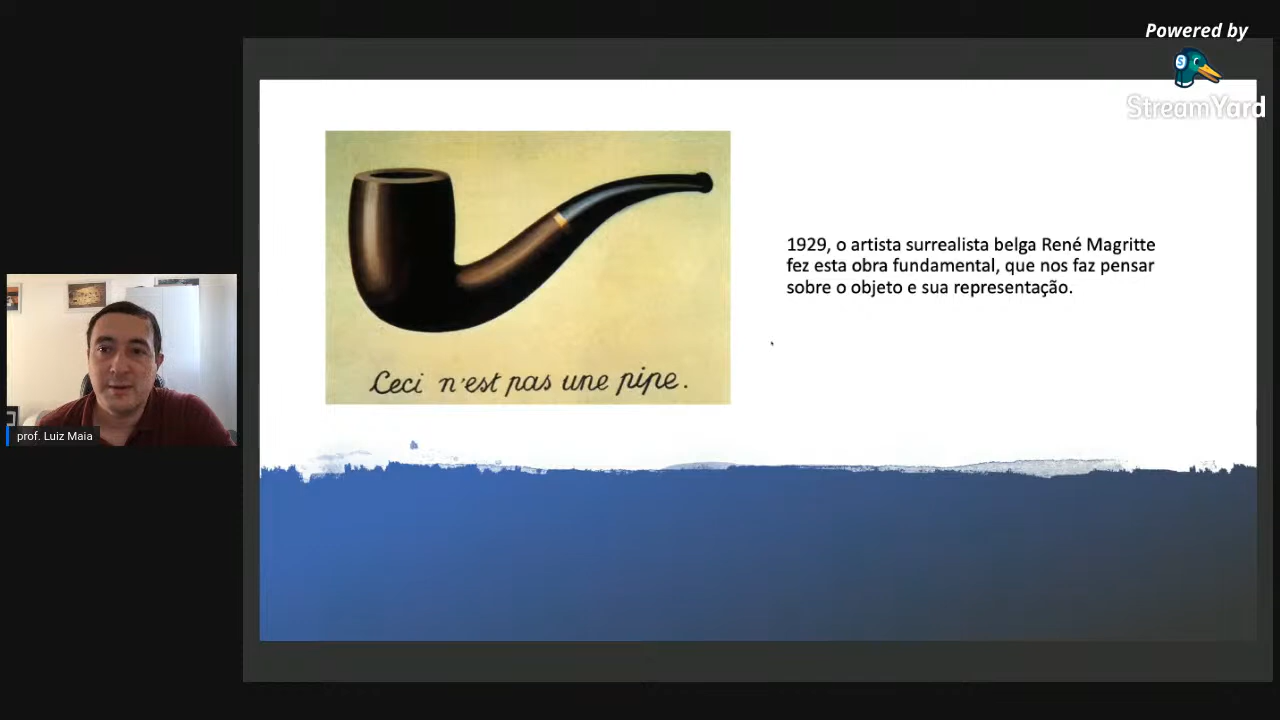 Powered by
StreamYard
Ceci n'est pas une pipe.
1929, o artista surrealista belga René Magritte
fez esta obra fundamental, que nos faz pensar
sobre o objeto e sua representação.
prof. Luiz Maia